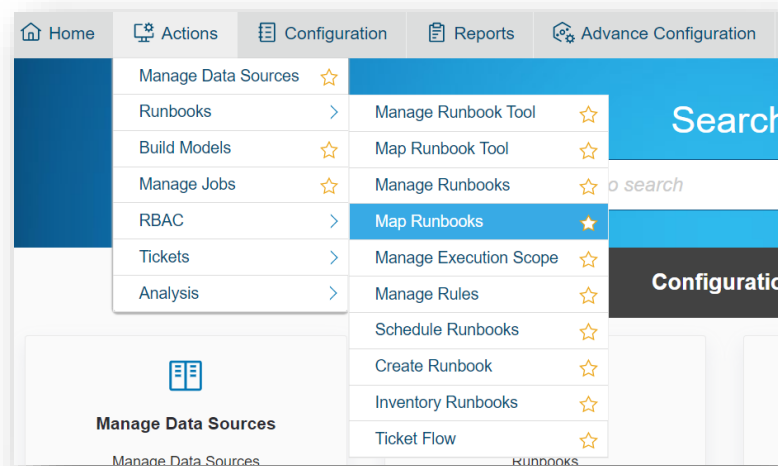 Home Actions Configuration Reports Advance Configuration
Manage Data Sources
Runbooks
Build Models
Manage Jobs
RBAC
Tickets
Analysis
Manage Runbook Tool
Map Runbook Tool
Manage Runbooks
Map Runbooks
Manage Execution Scope
Manage Rules
Schedule Runbooks
Create Runbook
Inventory Runbooks
Ticket Flow
Search
o search
Configuratio
Manage Data Sources
Manage Data Sources
Runbooks